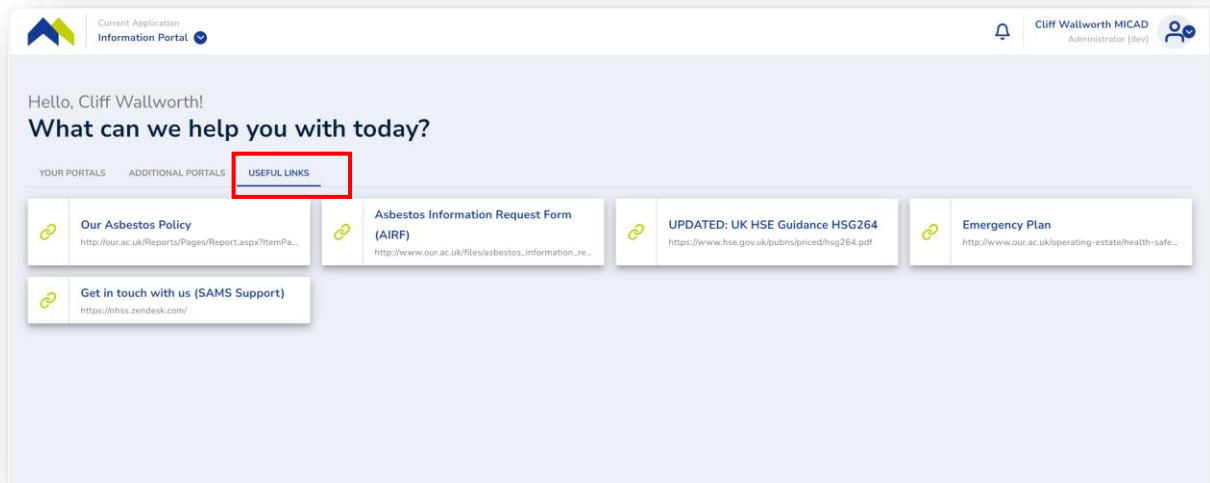 Current Application
Information Portal
Cliff Wallworth MICAD
Administrator [dev]
Hello, Cliff Wallworth!
What can we help you with today?
YOUR PORTALS ADDITIONAL PORTALS USEFUL LINKS
Our Asbestos Policy
http://our.ac.uk/Reports/Pages/Report.aspx?ItemPa...
Asbestos Information Request Form
(AIRF)
http://www.our.ac.uk/files/asbestos_information_re...
UPDATED: UK HSE Guidance HSG264
https://www.hse.gov.uk/pubns/priced/hsg264.pdf
Emergency Plan
http://www.our.ac.uk/operating-estate/health-safe...
Get in touch with us (SAMS Support)
https://nhss.zendesk.com/